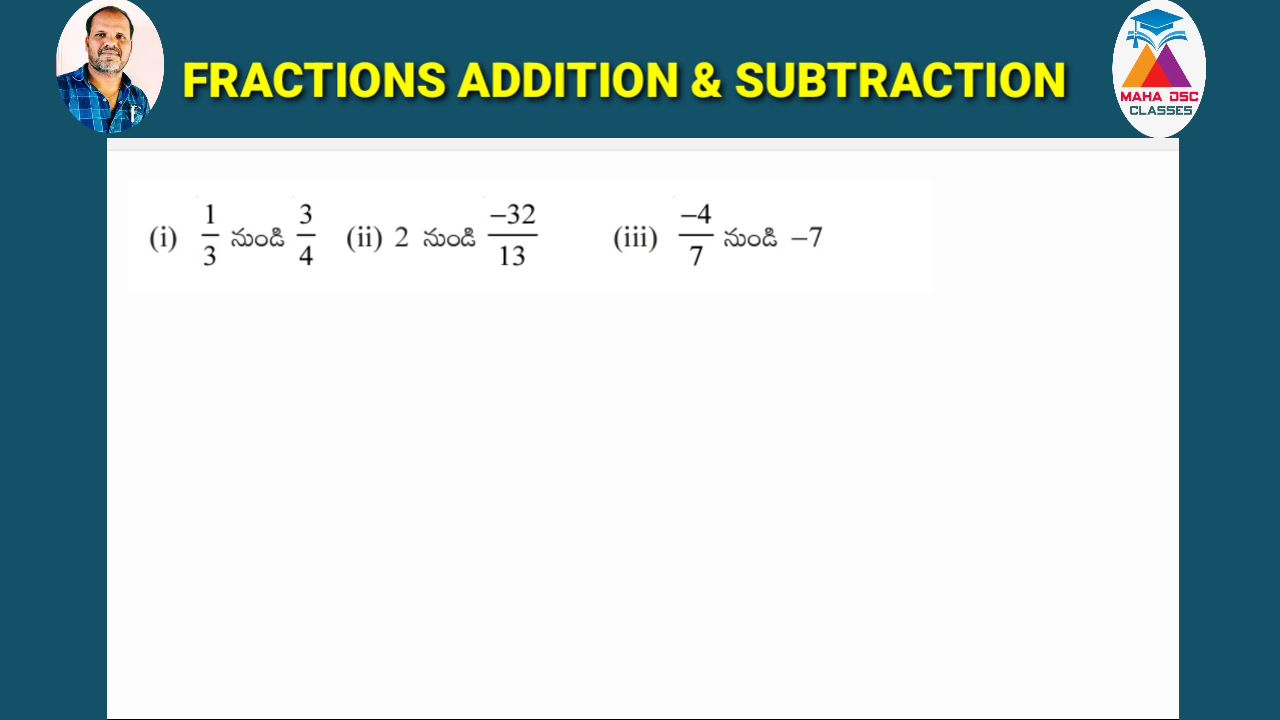 FRACTIONS ADDITION & SUBTRACTION
MAHA DSC
CLASSES
(i) 1/3 నుండి 3/4 (ii) 2 నుండి −32/13 (iii) −4/7 నుండి −7